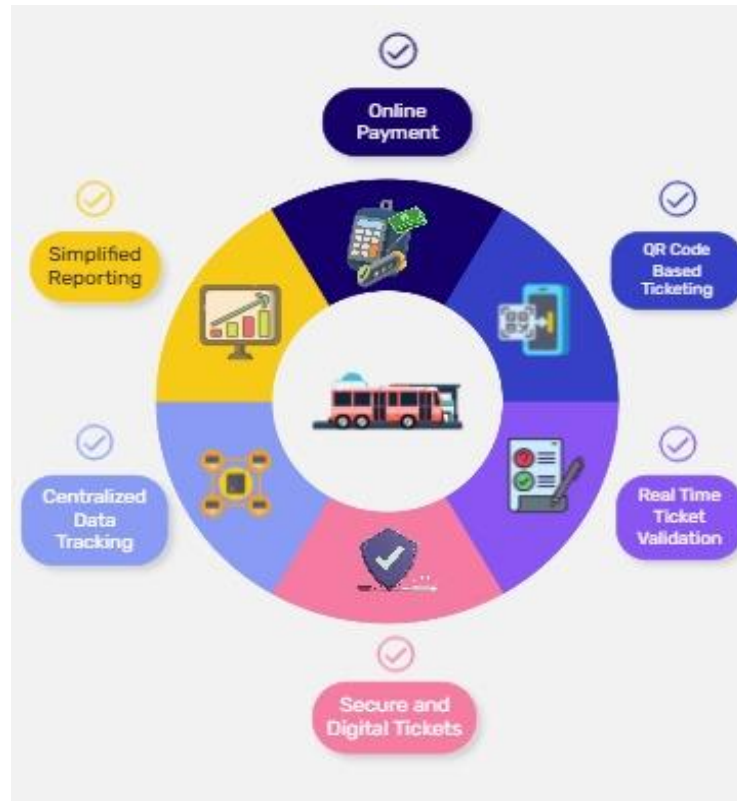 Online
Payment
QR Code
Based
Ticketing
Real Time
Ticket
Validation
Secure and
Digital Tickets
Centralized
Data
Tracking
Simplified
Reporting